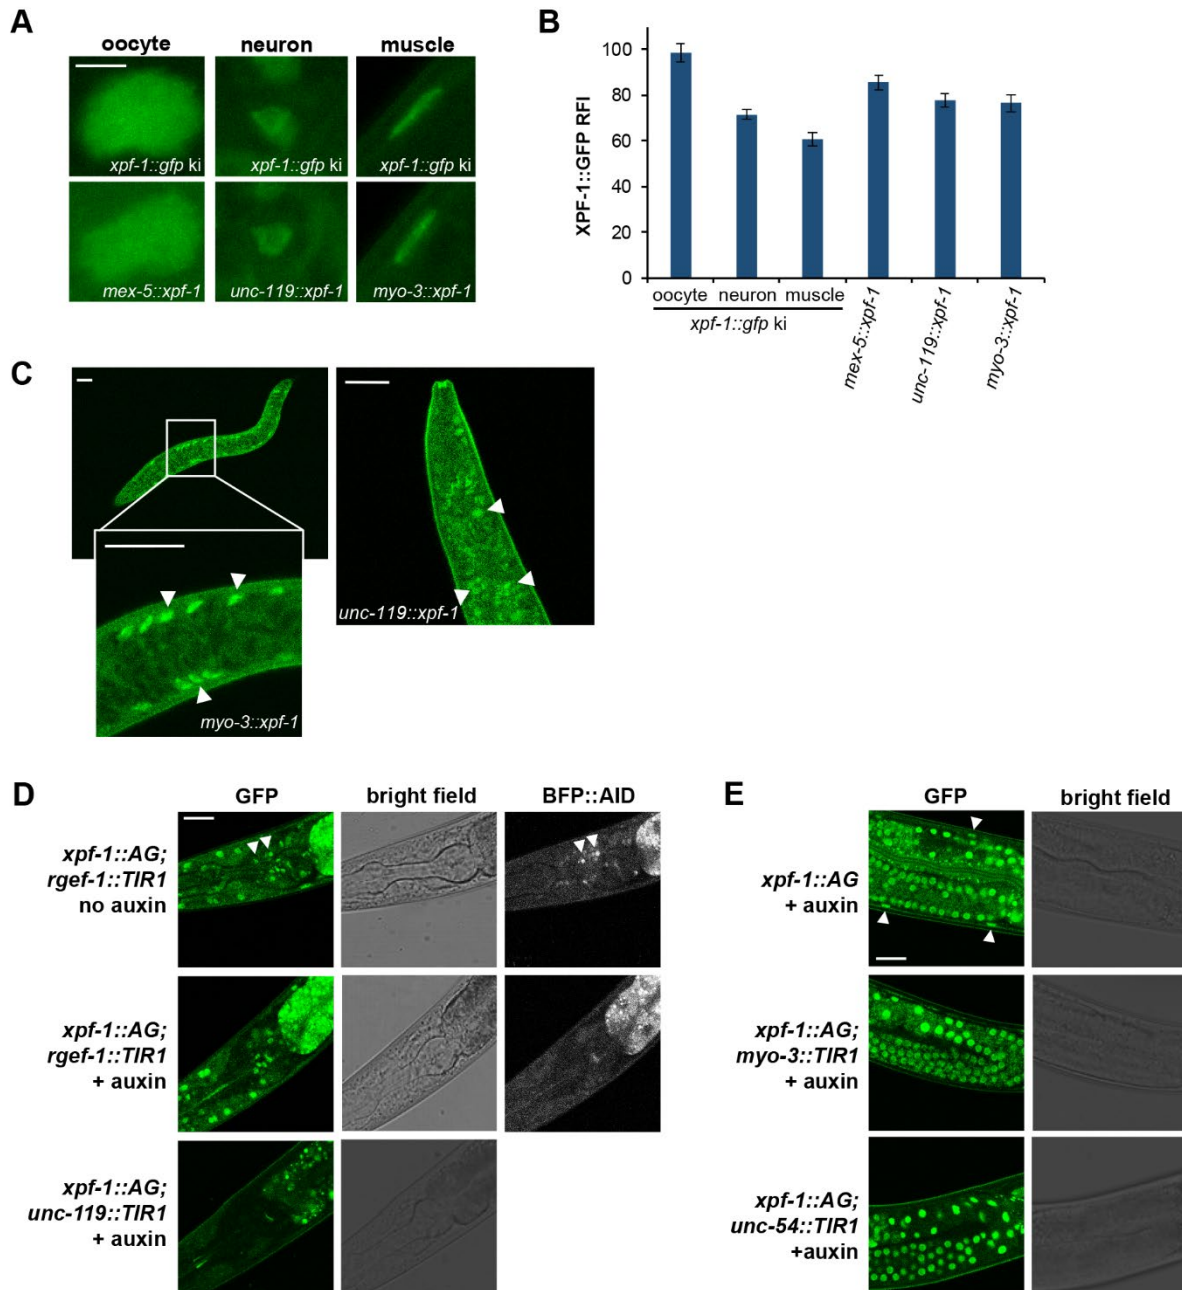 A
oocyte
neuron
muscle
xpf-1::gfp ki
xpf-1::gfp ki
xpf-1::gfp ki
mex-5::xpf-1
unc-119::xpf-1
myo-3::xpf-1
B
XPF-1::GFP RFI
100
80
60
40
20
0
oocyte neuron muscle
xpf-1::gfp ki
mex-5::xpf-1
unc-119::xpf-1
myo-3::xpf-1
C
myo-3::xpf-1
unc-119::xpf-1
D
GFP
bright field
BFP::AID
xpf-1::AG;
rgef-1::TIR1
no auxin
xpf-1::AG;
rgef-1::TIR1
+ auxin
xpf-1::AG;
unc-119::TIR1
+ auxin
E
GFP
bright field
xpf-1::AG
+ auxin
xpf-1::AG;
myo-3::TIR1
+ auxin
xpf-1::AG;
unc-54::TIR1
+auxin